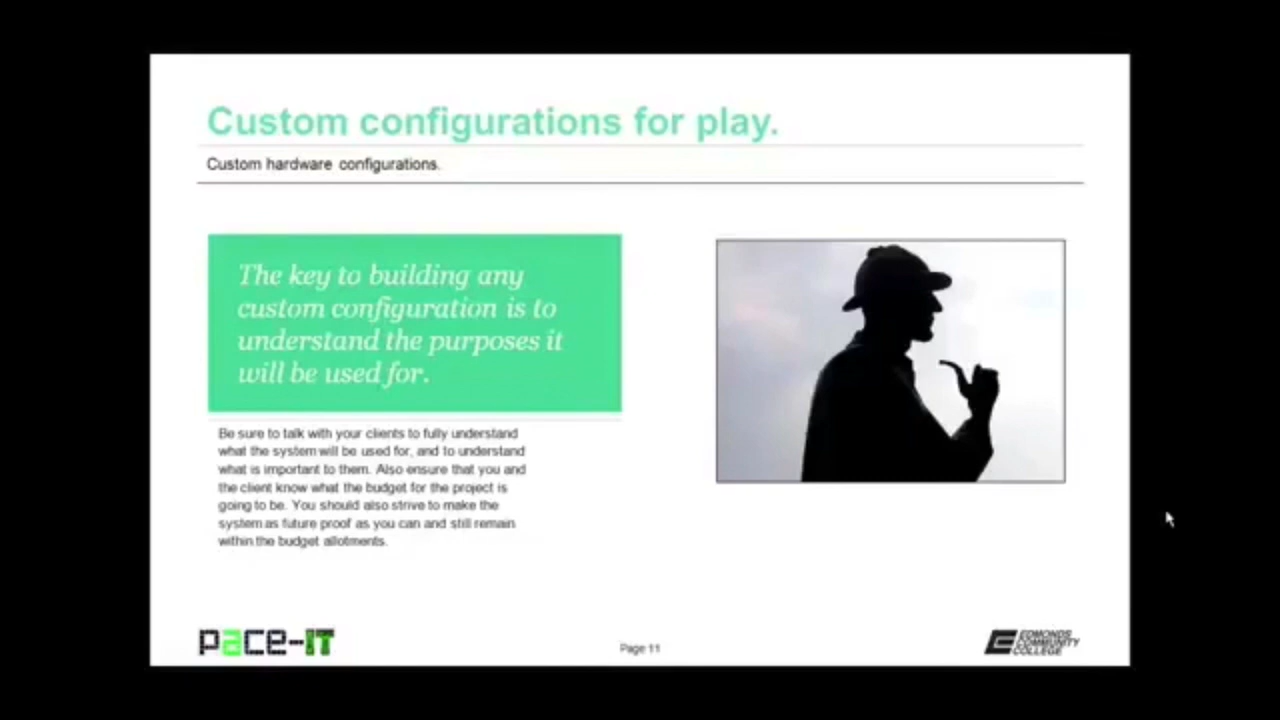 Custom configurations for play.
Custom hardware configurations.
The key to building any
custom configuration is to
understand the purposes it
will be used for.
Be sure to talk with your clients to fully understand
what the system will be used for, and to understand
what is important to them. Also ensure that you and
the client know what the budget for the project is
going to be. You should also strive to make the
system as future proof as you can and still remain
within the budget allotments.
pace-IT
Page 11
EDMONDS
COMMUNITY
COLLEGE